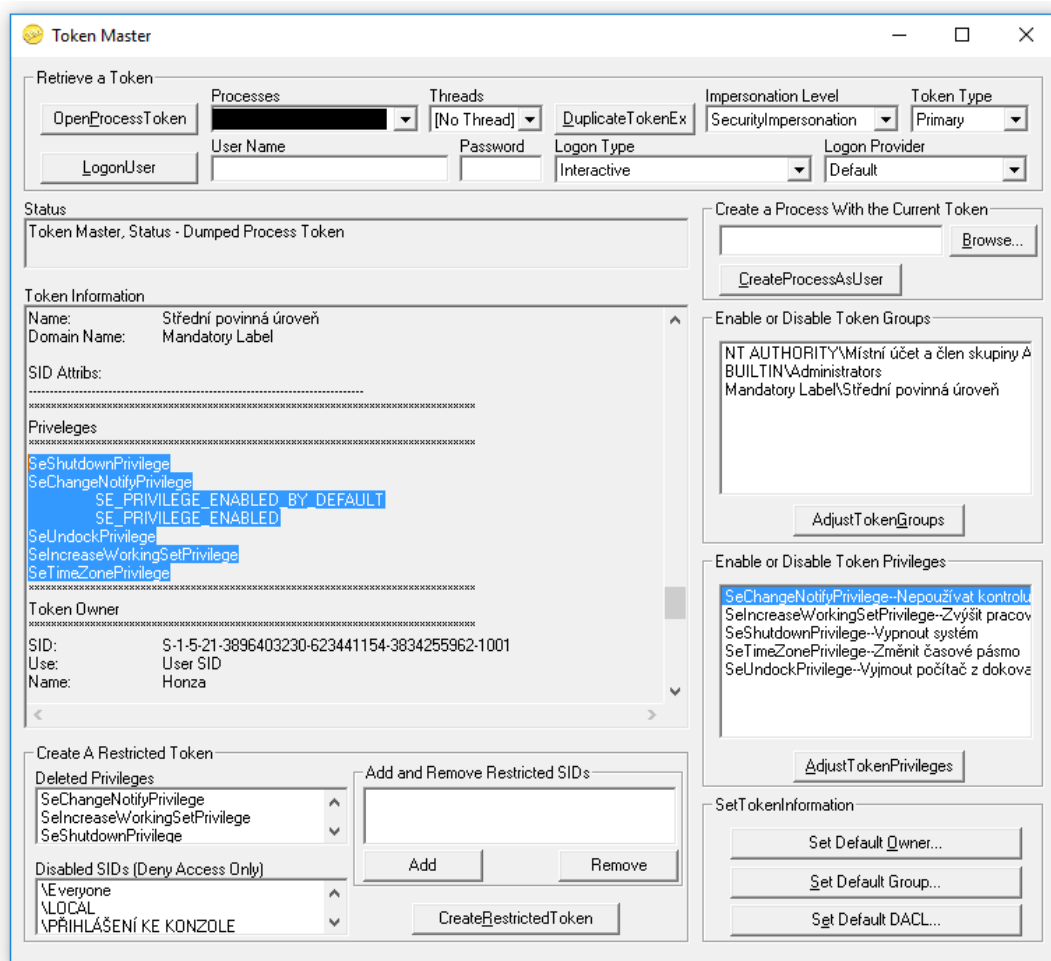 Token Master
Retrieve a Token
Processes Threads Impersonation Level Token Type
OpenProcessToken [No Thread] DuplicateTokenEx SecurityImpersonation Primary
User Name Password Logon Type Logon Provider
LogonUser Interactive Default
Status
Token Master, Status - Dumped Process Token
Create a Process With the Current Token
Browse...
CreateProcessAsUser
Token Information
Name: Střední povinná úroveň
Domain Name: Mandatory Label
SID Attribs:
Priveleges
SeShutdownPrivilege
SeChangeNotifyPrivilege
SE_PRIVILEGE_ENABLED_BY_DEFAULT
SE_PRIVILEGE_ENABLED
SeUndockPrivilege
SeIncreaseWorkingSetPrivilege
SeTimeZonePrivilege
Token Owner
SID: S-1-5-21-3896403230-623441154-3834255962-1001
Use: User SID
Name: Honza
Enable or Disable Token Groups
NT AUTHORITY\Místní účet a člen skupiny A
BUILTIN\Administrators
Mandatory Label\Střední povinná úroveň
AdjustTokenGroups
Enable or Disable Token Privileges
SeChangeNotifyPrivilege--Nepoužívat kontrolu
SeIncreaseWorkingSetPrivilege--Zvýšit pracov
SeShutdownPrivilege--Vypnout systém
SeTimeZonePrivilege--Změnit časové pásmo
SeUndockPrivilege--Vyjmout počítač z dokova
AdjustTokenPrivileges
Create A Restricted Token
Deleted Privileges
SeChangeNotifyPrivilege
SeIncreaseWorkingSetPrivilege
SeShutdownPrivilege
Disabled SIDs (Deny Access Only)
\Everyone
\LOCAL
\PŘIHLÁŠENÍ KE KONZOLE
Add and Remove Restricted SIDs
Add Remove
CreateRestrictedToken
SetTokenInformation
Set Default Owner...
Set Default Group...
Set Default DACL...